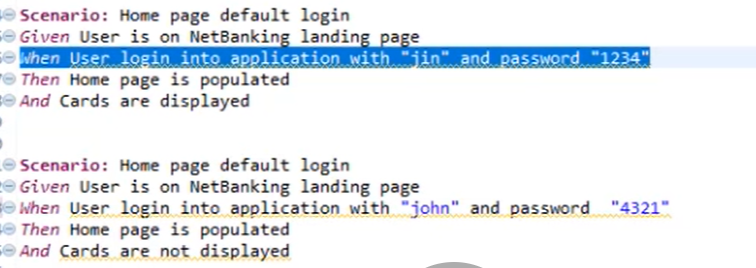 Scenario: Home page default login
Given User is on NetBanking landing page
When User login into application with "jin" and password "1234"
Then Home page is populated
And Cards are displayed
Scenario: Home page default login
Given User is on NetBanking landing page
When User login into application with "john" and password  "4321"
Then Home page is populated
And Cards are not displayed